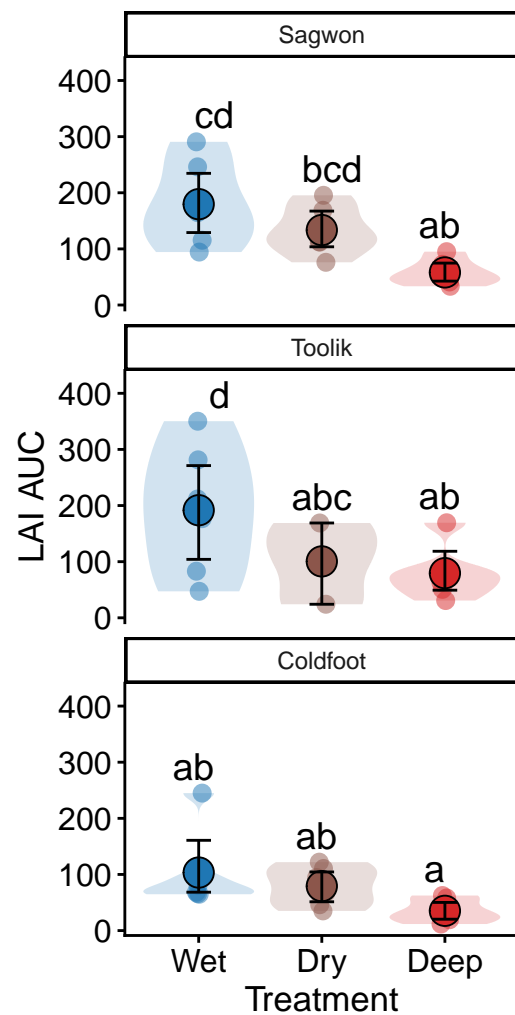 Sagwon
400
300
200
100
0
cd
bcd
ab
Toolik
400
300
200
100
0
d
abc
ab
LAI AUC
Coldfoot
400
300
200
100
0
ab
ab
a
Wet Dry Deep
Treatment